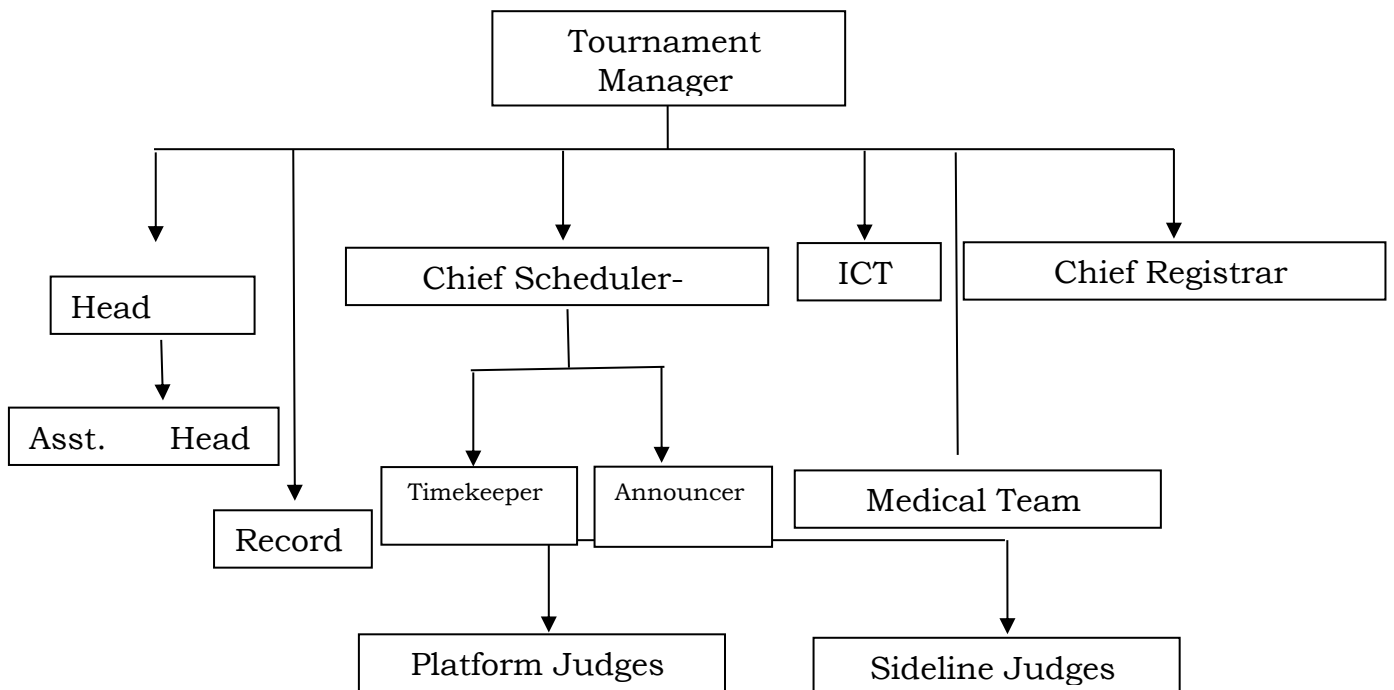 Tournament
Manager
Chief Scheduler-
ICT
Chief Registrar
Head
Asst. Head
Timekeeper
Announcer
Medical Team
Record
Platform Judges
Sideline Judges